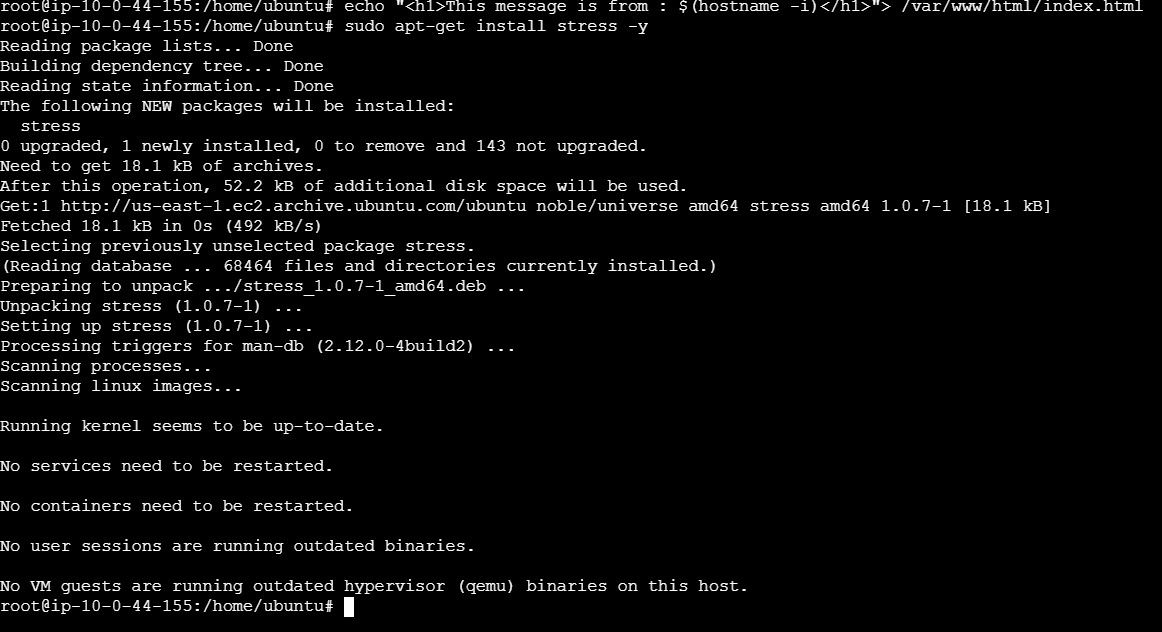 root@ip-10-0-44-155:/home/ubuntu# echo "<h1>This message is from : $(hostname -i)</h1>"> /var/www/html/index.html
root@ip-10-0-44-155:/home/ubuntu# sudo apt-get install stress -y
Reading package lists... Done
Building dependency tree... Done
Reading state information... Done
The following NEW packages will be installed:
  stress
0 upgraded, 1 newly installed, 0 to remove and 143 not upgraded.
Need to get 18.1 kB of archives.
After this operation, 52.2 kB of additional disk space will be used.
Get:1 http://us-east-1.ec2.archive.ubuntu.com/ubuntu noble/universe amd64 stress amd64 1.0.7-1 [18.1 kB]
Fetched 18.1 kB in 0s (492 kB/s)
Selecting previously unselected package stress.
(Reading database ... 68464 files and directories currently installed.)
Preparing to unpack .../stress_1.0.7-1_amd64.deb ...
Unpacking stress (1.0.7-1) ...
Setting up stress (1.0.7-1) ...
Processing triggers for man-db (2.12.0-4build2) ...
Scanning processes...
Scanning linux images...

Running kernel seems to be up-to-date.

No services need to be restarted.

No containers need to be restarted.

No user sessions are running outdated binaries.

No VM guests are running outdated hypervisor (qemu) binaries on this host.
root@ip-10-0-44-155:/home/ubuntu#